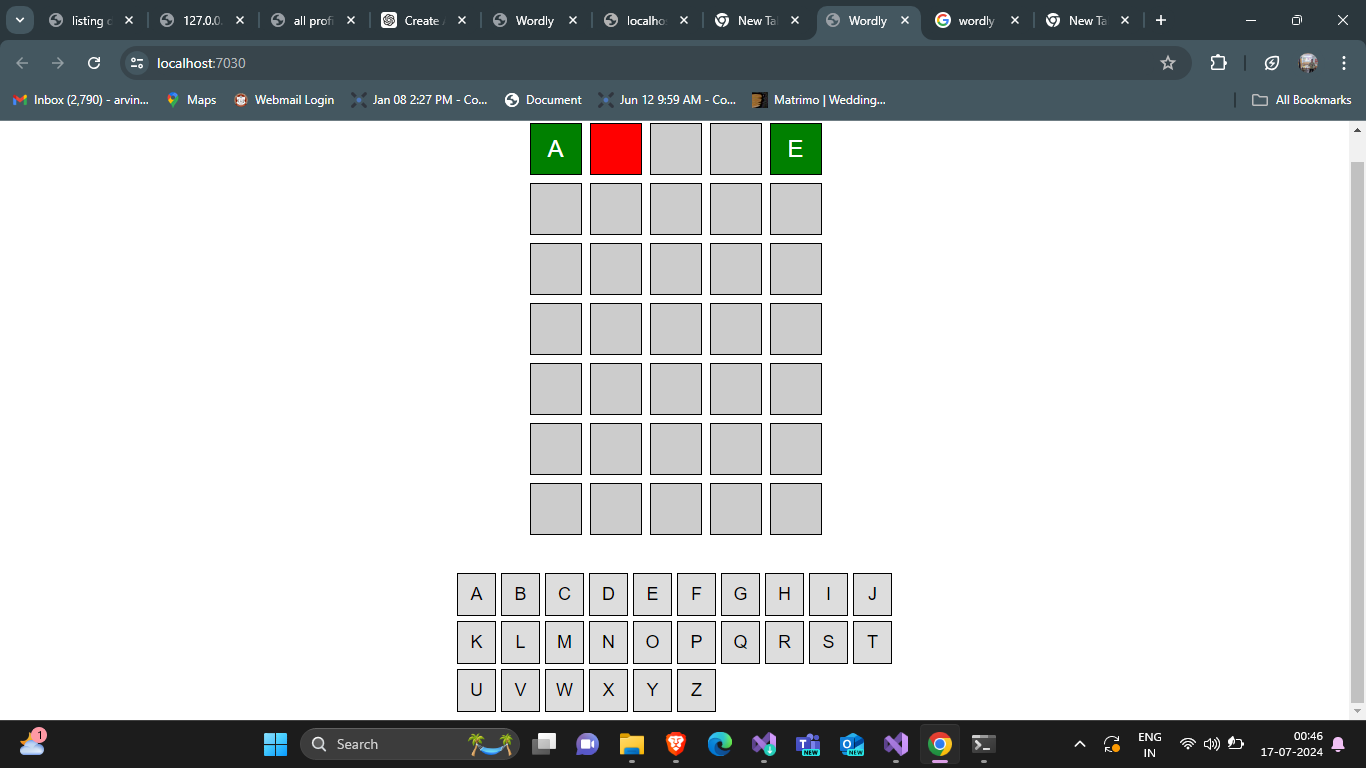 listing d
127.0.0.
all profi
Create A
Wordly
localho
New Ta
Wordly
wordly
New Ta
localhost:7030
Inbox (2,790) - arvin...
Maps
Webmail Login
Jan 08 2:27 PM - Co...
Document
Jun 12 9:59 AM - Co...
Matrimo | Wedding...
All Bookmarks
A E
A B C D E F G H I J
K L M N O P Q R S T
U V W X Y Z
1
Search
NEW
NEW
ENG
IN
00:46
17-07-2024